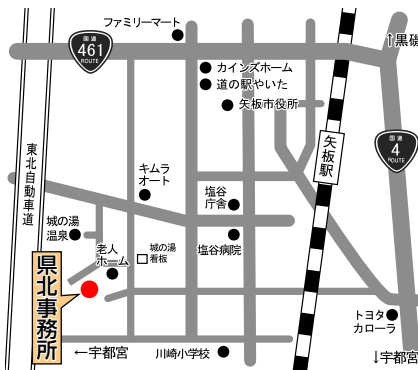 ファミリーマート
国道
461
ROUTE
↑黒磯
カインズホーム
道の駅やいた
矢板市役所
国道
4
ROUTE
矢板駅
東北自動車道
キムラ
オート
塩谷
庁舎
城の湯
温泉
老人
ホーム
城の湯
看板
塩谷病院
県北事務所
トヨタ
カローラ
←宇都宮
川崎小学校
↓宇都宮